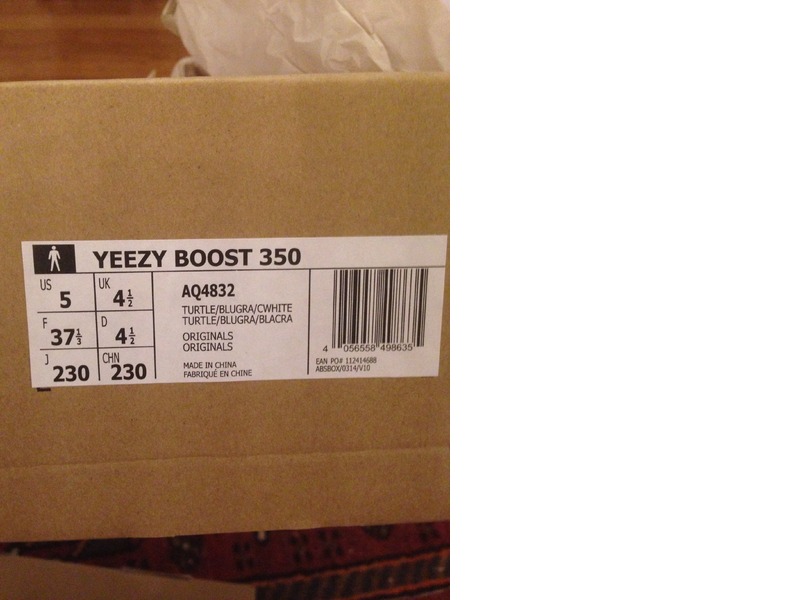 YEEZY BOOST 350
US 5 UK 4½
F 37⅓ D 4½
J 230 CHN 230
AQ4832
TURTLE/BLUGRA/CWHITE
TURTLE/BLUGRA/BLACRA
ORIGINALS
ORIGINALS
MADE IN CHINA
FABRIQUÉ EN CHINE
4 056558 498635
EAN PO# 112414688
ABSBOX/0314/V10